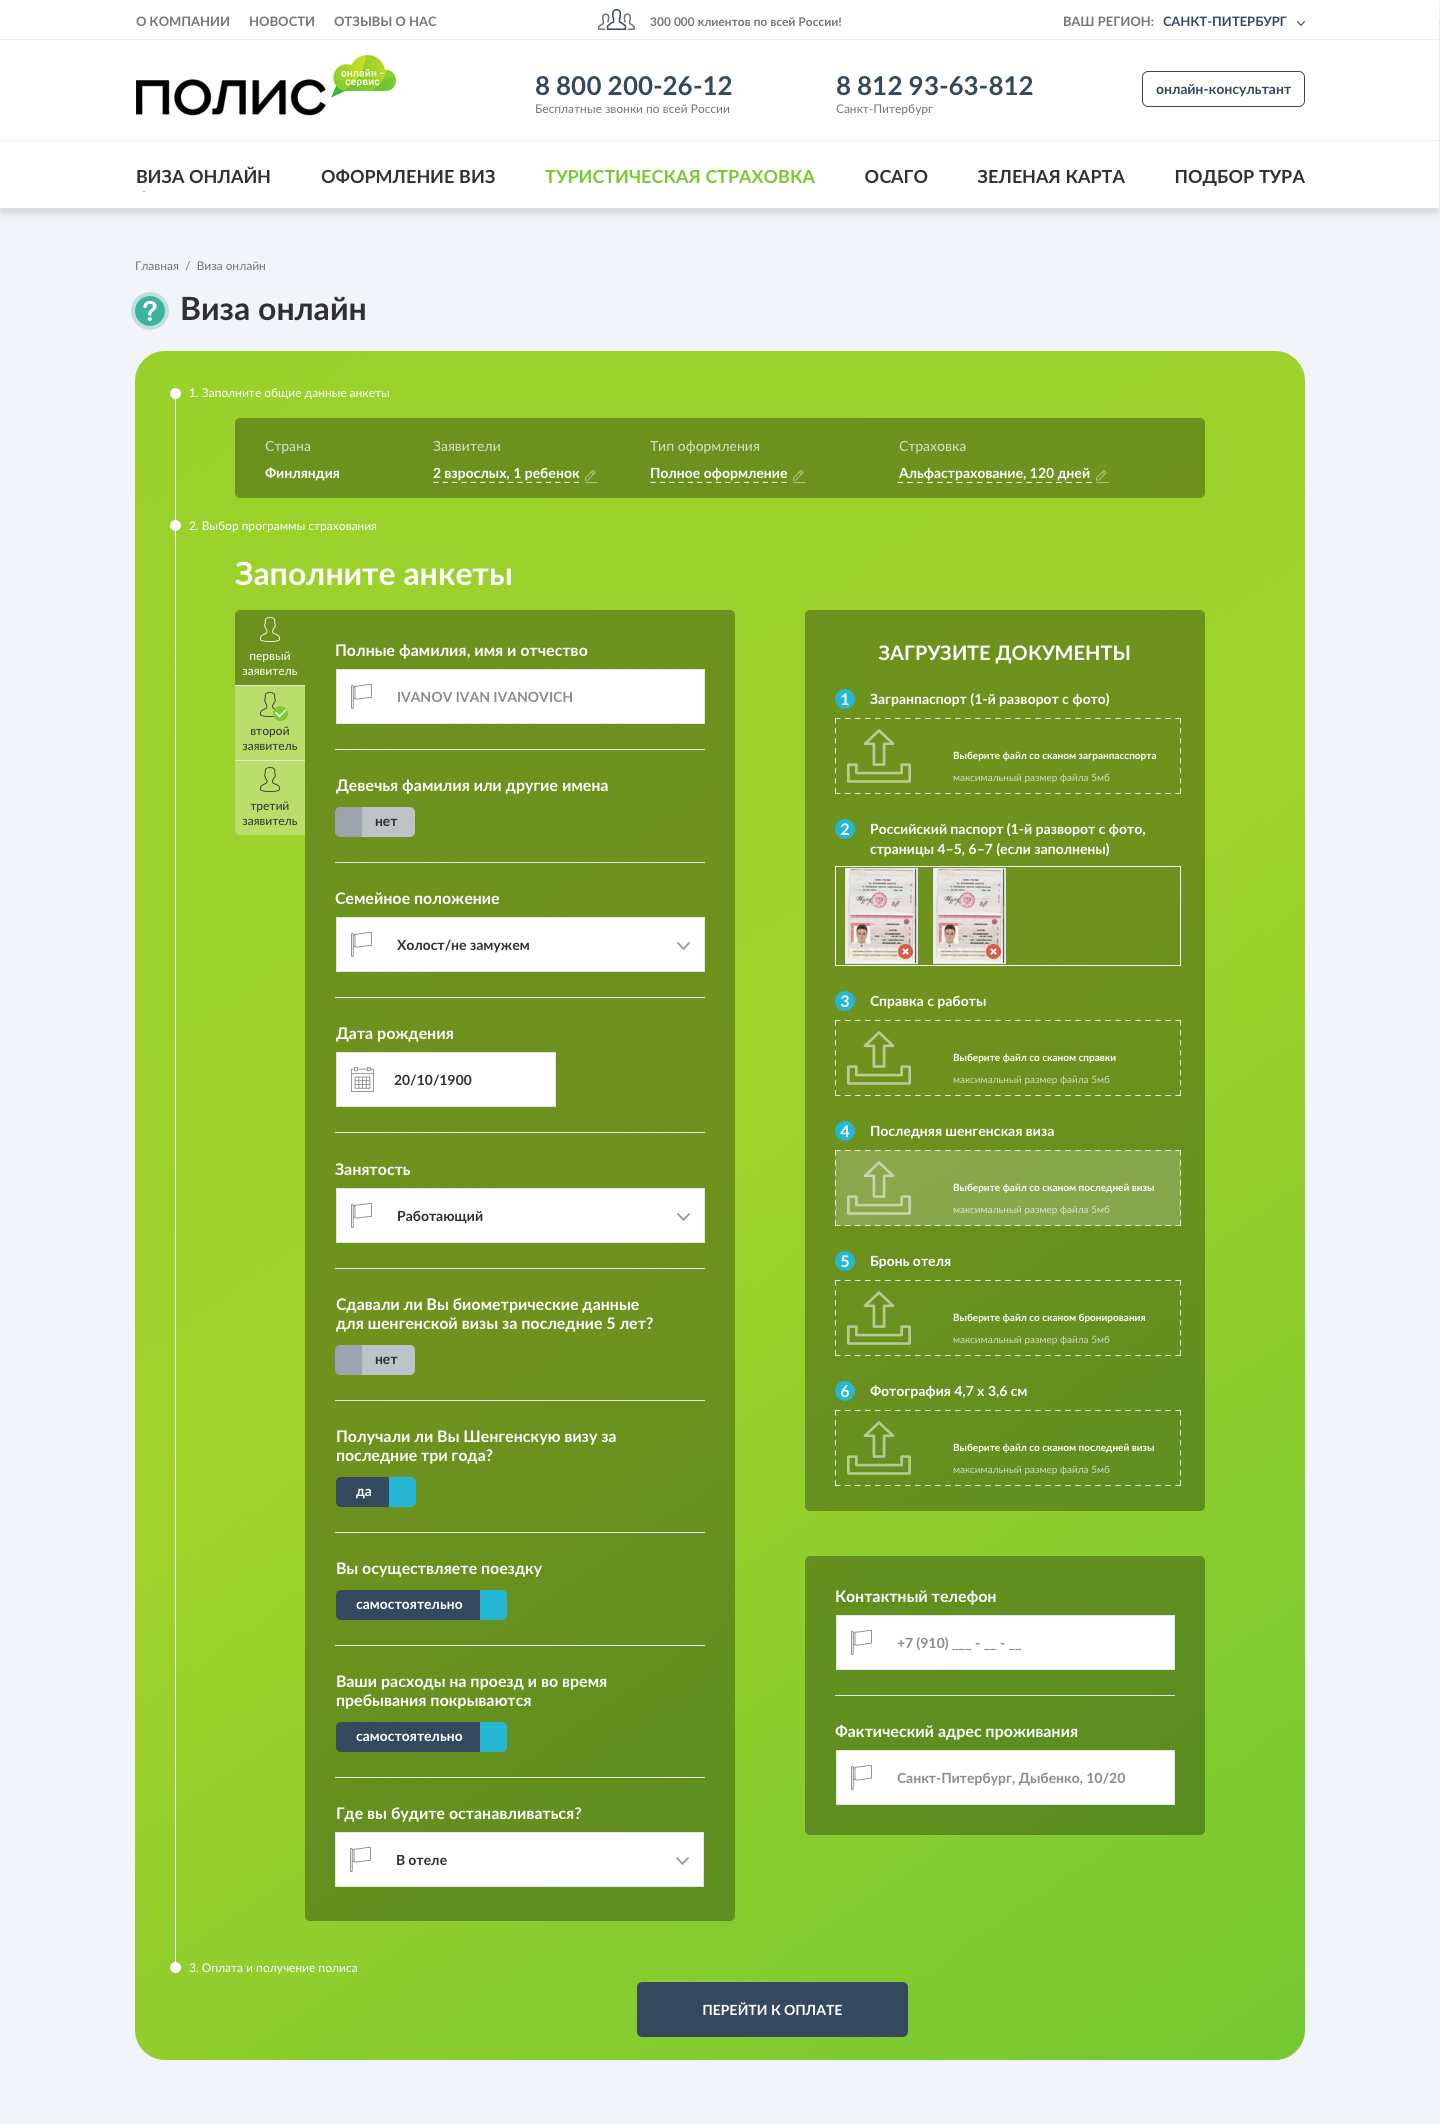 О КОМПАНИИ НОВОСТИ ОТЗЫВЫ О НАС
300 000 клиентов по всей России!
ВАШ РЕГИОН: САНКТ-ПИТЕРБУРГ
ПОЛИС
онлайн -
сервис
8 800 200-26-12
Бесплатные звонки по всей России
8 812 93-63-812
Санкт-Питербург
онлайн-консультант
ВИЗА ОНЛАЙН ОФОРМЛЕНИЕ ВИЗ ТУРИСТИЧЕСКАЯ СТРАХОВКА ОСАГО ЗЕЛЕНАЯ КАРТА ПОДБОР ТУРА
Главная / Виза онлайн
? Виза онлайн
1. Заполните общие данные анкеты
Страна Заявители Тип оформления Страховка
Финляндия 2 взрослых, 1 ребенок Полное оформление Альфастрахование, 120 дней
2. Выбор программы страхования
Заполните анкеты
первый
заявитель
второй
заявитель
третий
заявитель
Полные фамилия, имя и отчество
IVANOV IVAN IVANOVICH
Девечья фамилия или другие имена
нет
Семейное положение
Холост/не замужем
Дата рождения
20/10/1900
Занятость
Работающий
Сдавали ли Вы биометрические данные
для шенгенской визы за последние 5 лет?
нет
Получали ли Вы Шенгенскую визу за
последние три года?
да
Вы осуществляете поездку
самостоятельно
Ваши расходы на проезд и во время
пребывания покрываются
самостоятельно
Где вы будите останавливаться?
В отеле
ЗАГРУЗИТЕ ДОКУМЕНТЫ
1 Загранпаспорт (1-й разворот с фото)
Выберите файл со сканом загранпасспорта
максимальный размер файла 5мб
2 Российский паспорт (1-й разворот с фото,
страницы 4–5, 6–7 (если заполнены)
3 Справка с работы
Выберите файл со сканом справки
максимальный размер файла 5мб
4 Последняя шенгенская виза
Выберите файл со сканом последней визы
максимальный размер файла 5мб
5 Бронь отеля
Выберите файл со сканом бронирования
максимальный размер файла 5мб
6 Фотография 4,7 х 3,6 см
Выберите файл со сканом последней визы
максимальный размер файла 5мб
Контактный телефон
+7 (910) ___ - __ - __
Фактический адрес проживания
Санкт-Питербург, Дыбенко, 10/20
3. Оплата и получение полиса
ПЕРЕЙТИ К ОПЛАТЕ